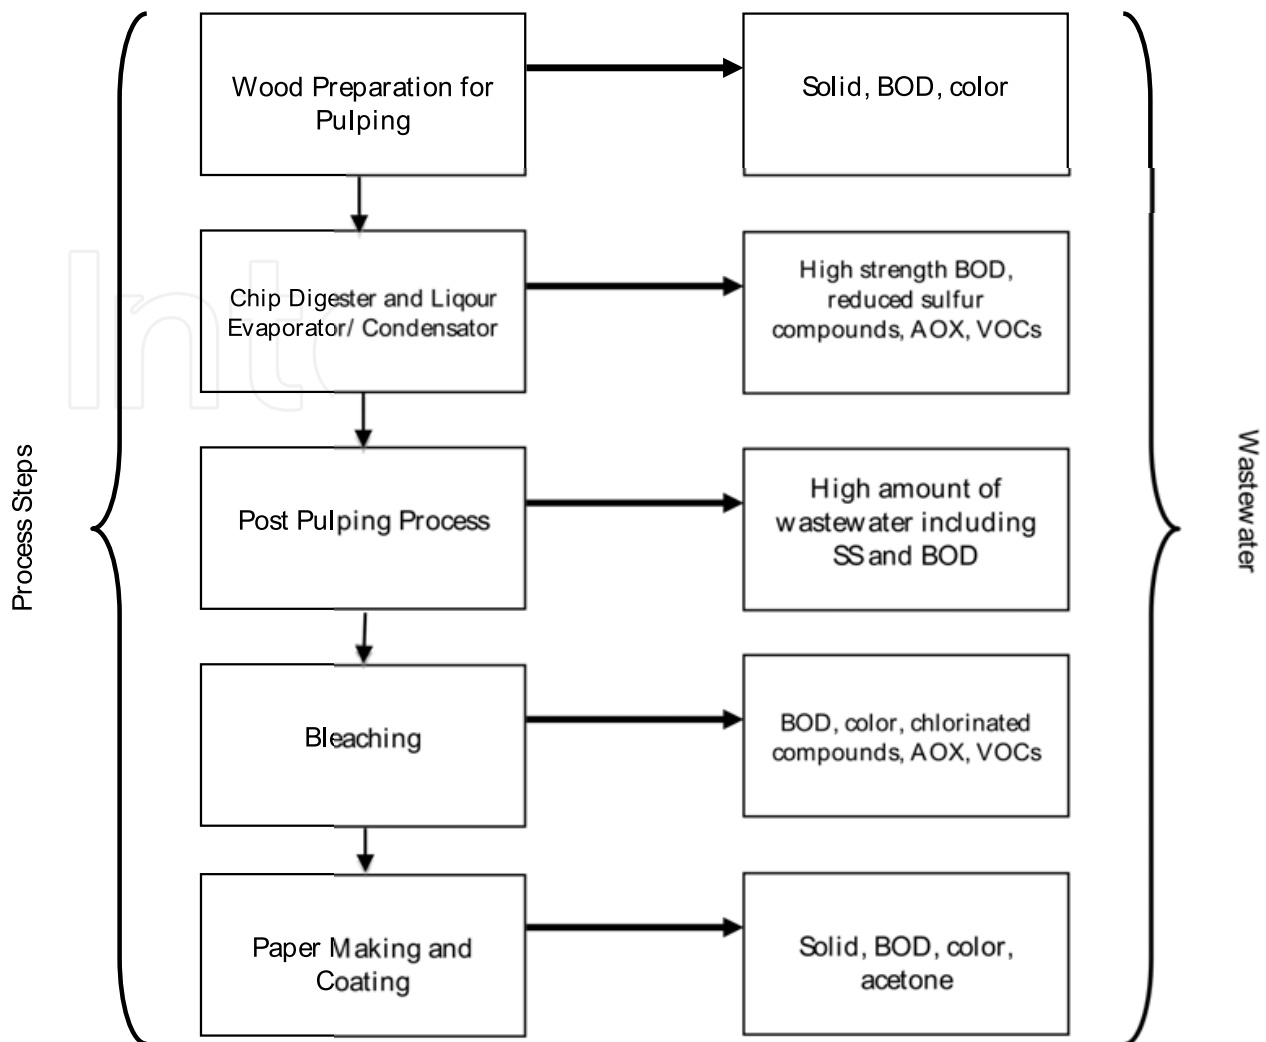 Wood Preparation for
Pulping
Solid, BOD, color
Chip Digester and Liqour
Evaporator/ Condensator
High strength BOD,
reduced sulfur
compounds, AOX, VOCs
Process Steps
Post Pulping Process
High amount of
wastewater including
SS and BOD
Wastewater
Bleaching
BOD, color, chlorinated
compounds, AOX, VOCs
Paper Making and
Coating
Solid, BOD, color,
acetone